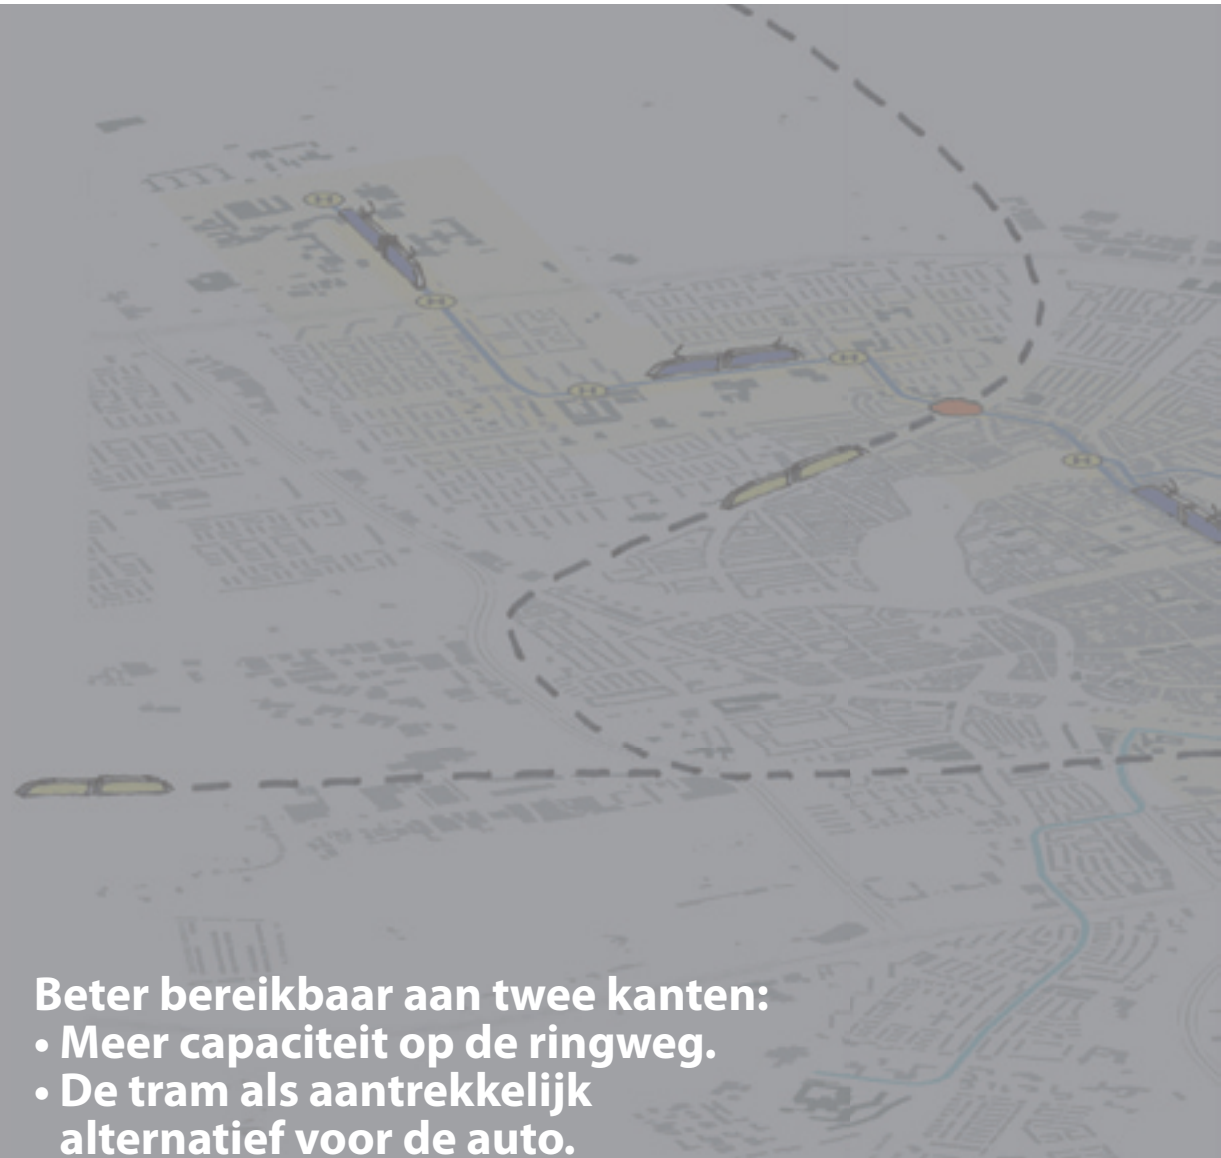 Beter bereikbaar aan twee kanten:
• Meer capaciteit op de ringweg.
• De tram als aantrekkelijk
alternatief voor de auto.